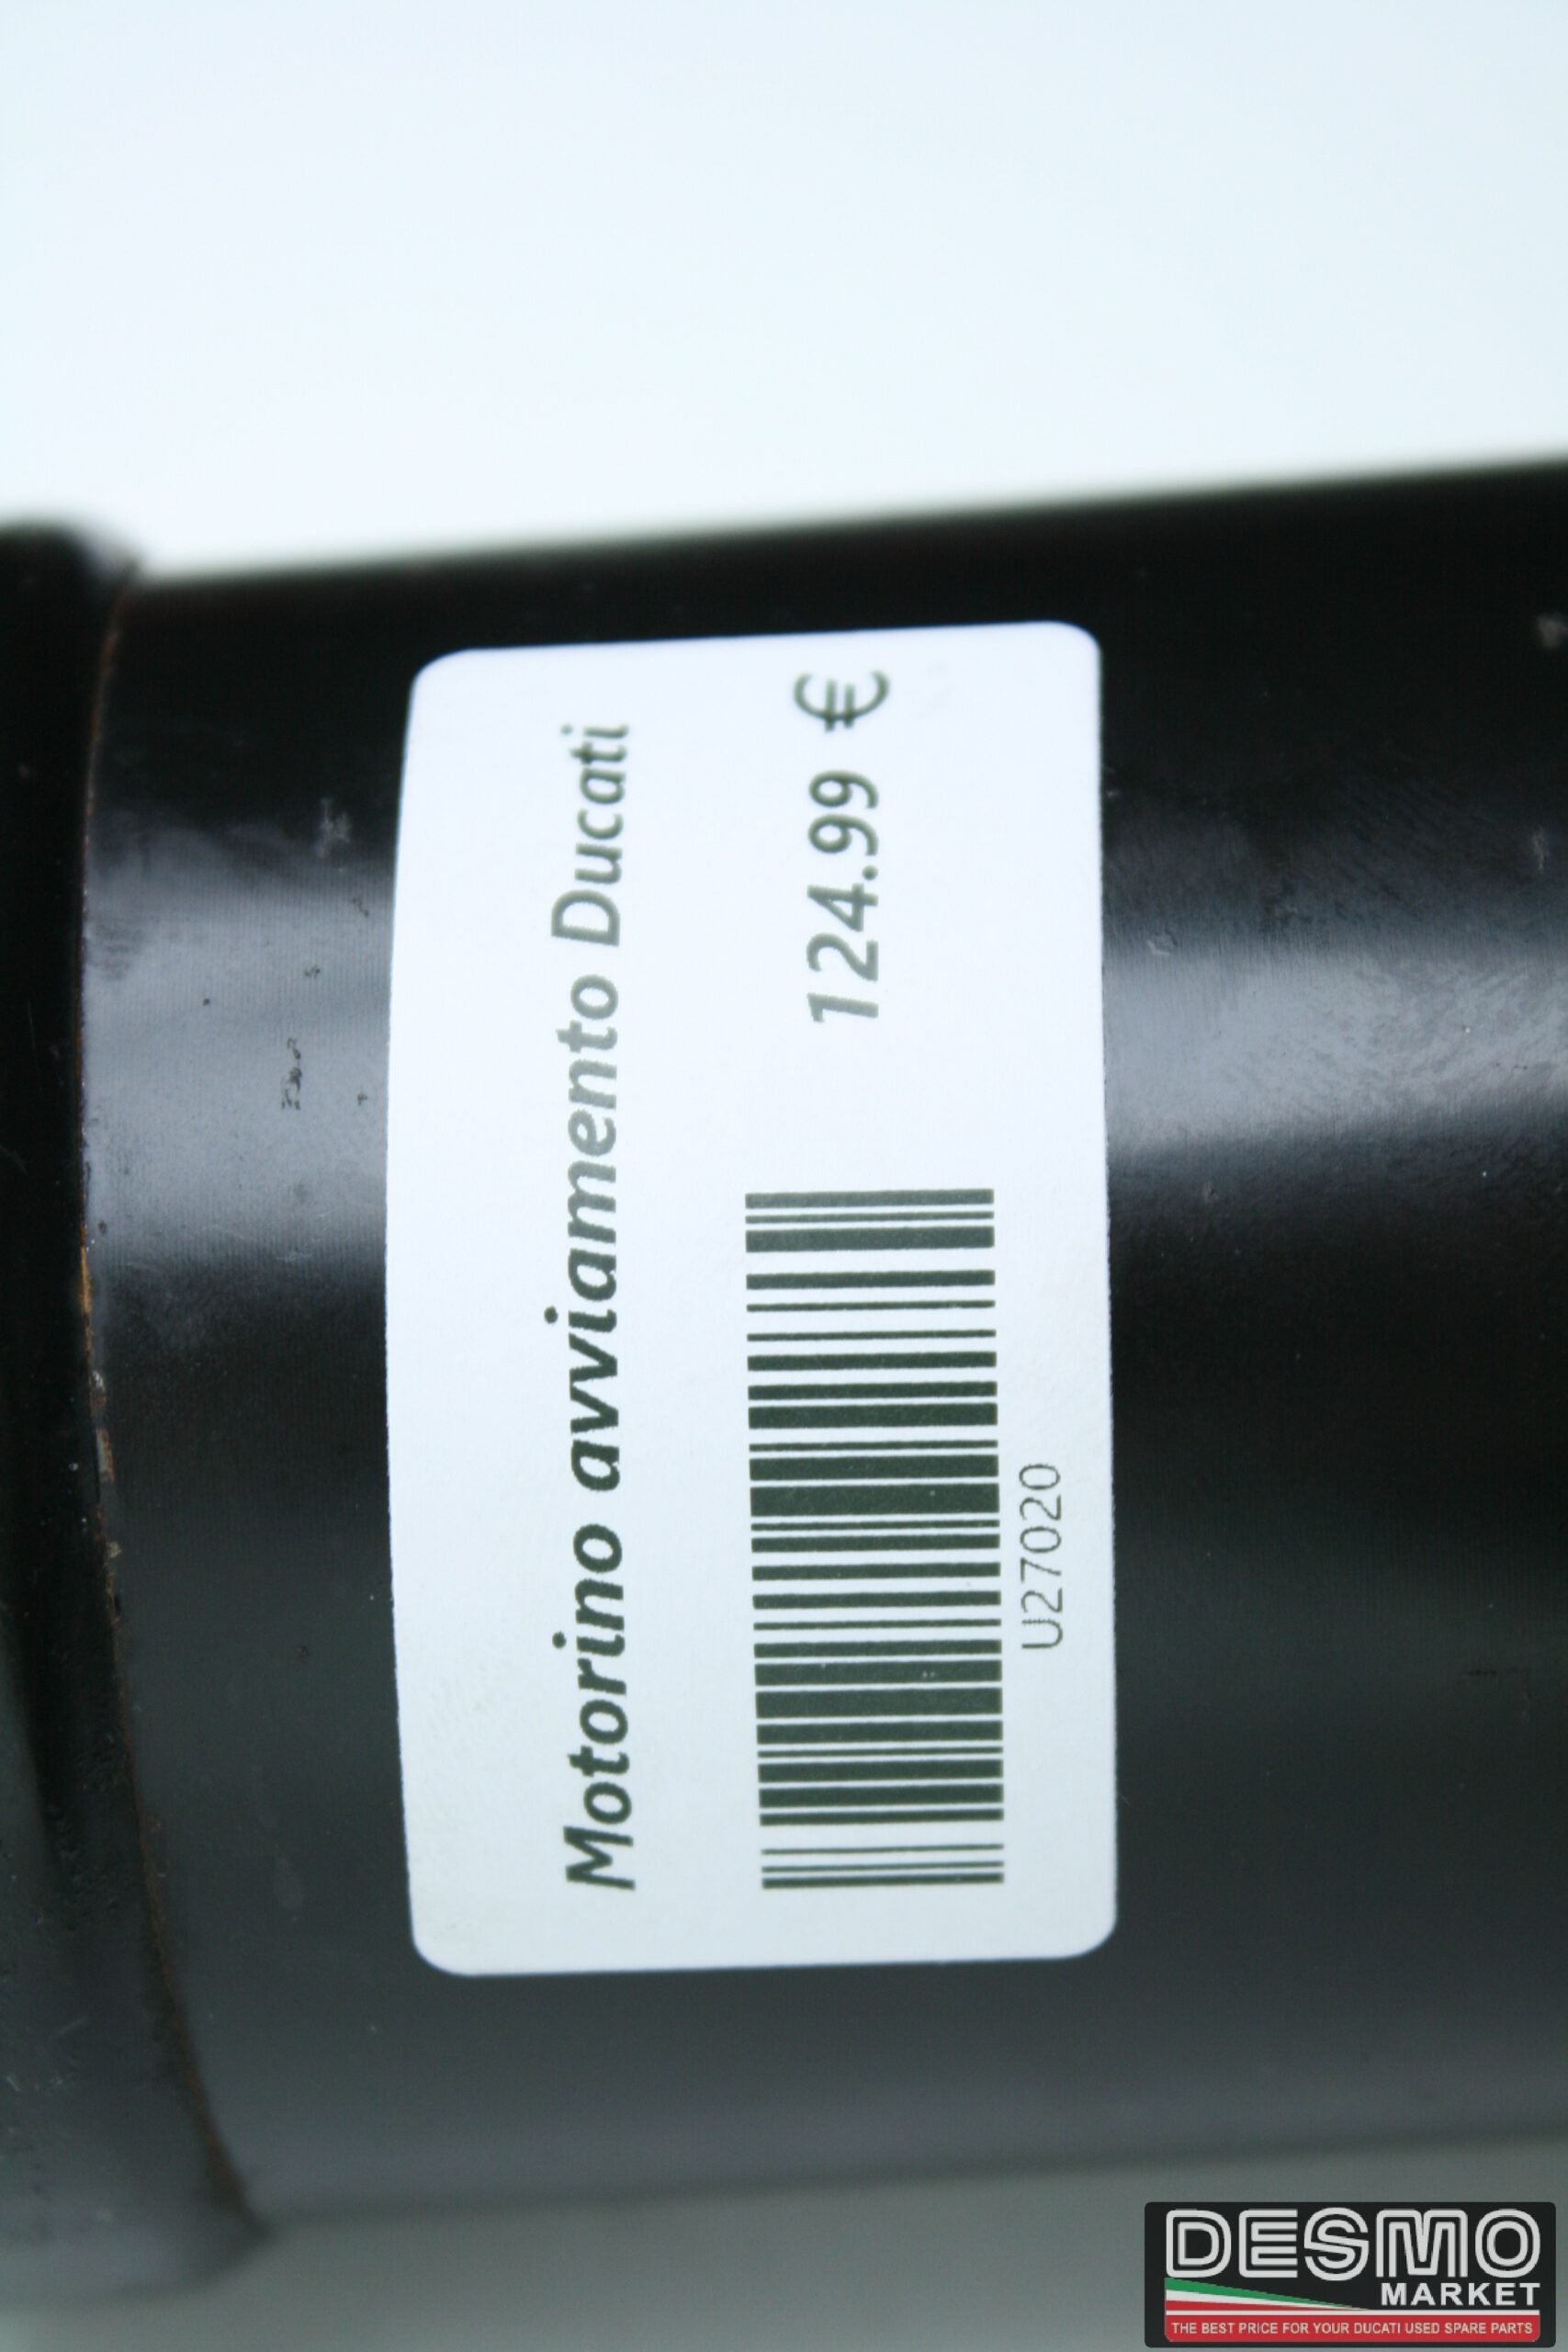 Motorino avviamento Ducati
124.99 €
U27020
DESMO
MARKET
THE BEST PRICE FOR YOUR DUCATI USED SPARE PARTS